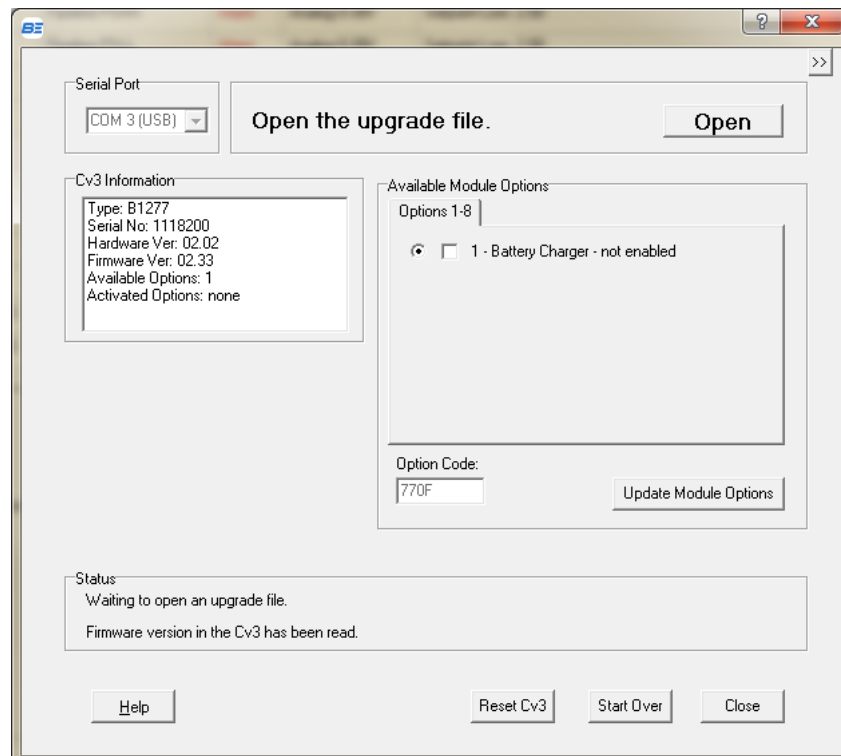 BE
?
x
>>
Serial Port
COM 3 (USB)
Open the upgrade file.
Open
Cv3 Information
Type: B1277
Serial No: 1118200
Hardware Ver: 02.02
Firmware Ver: 02.33
Available Options: 1
Activated Options: none
Available Module Options
Options 1-8
1 - Battery Charger - not enabled
Option Code:
770F
Update Module Options
Status
Waiting to open an upgrade file.
Firmware version in the Cv3 has been read.
Help
Reset Cv3
Start Over
Close